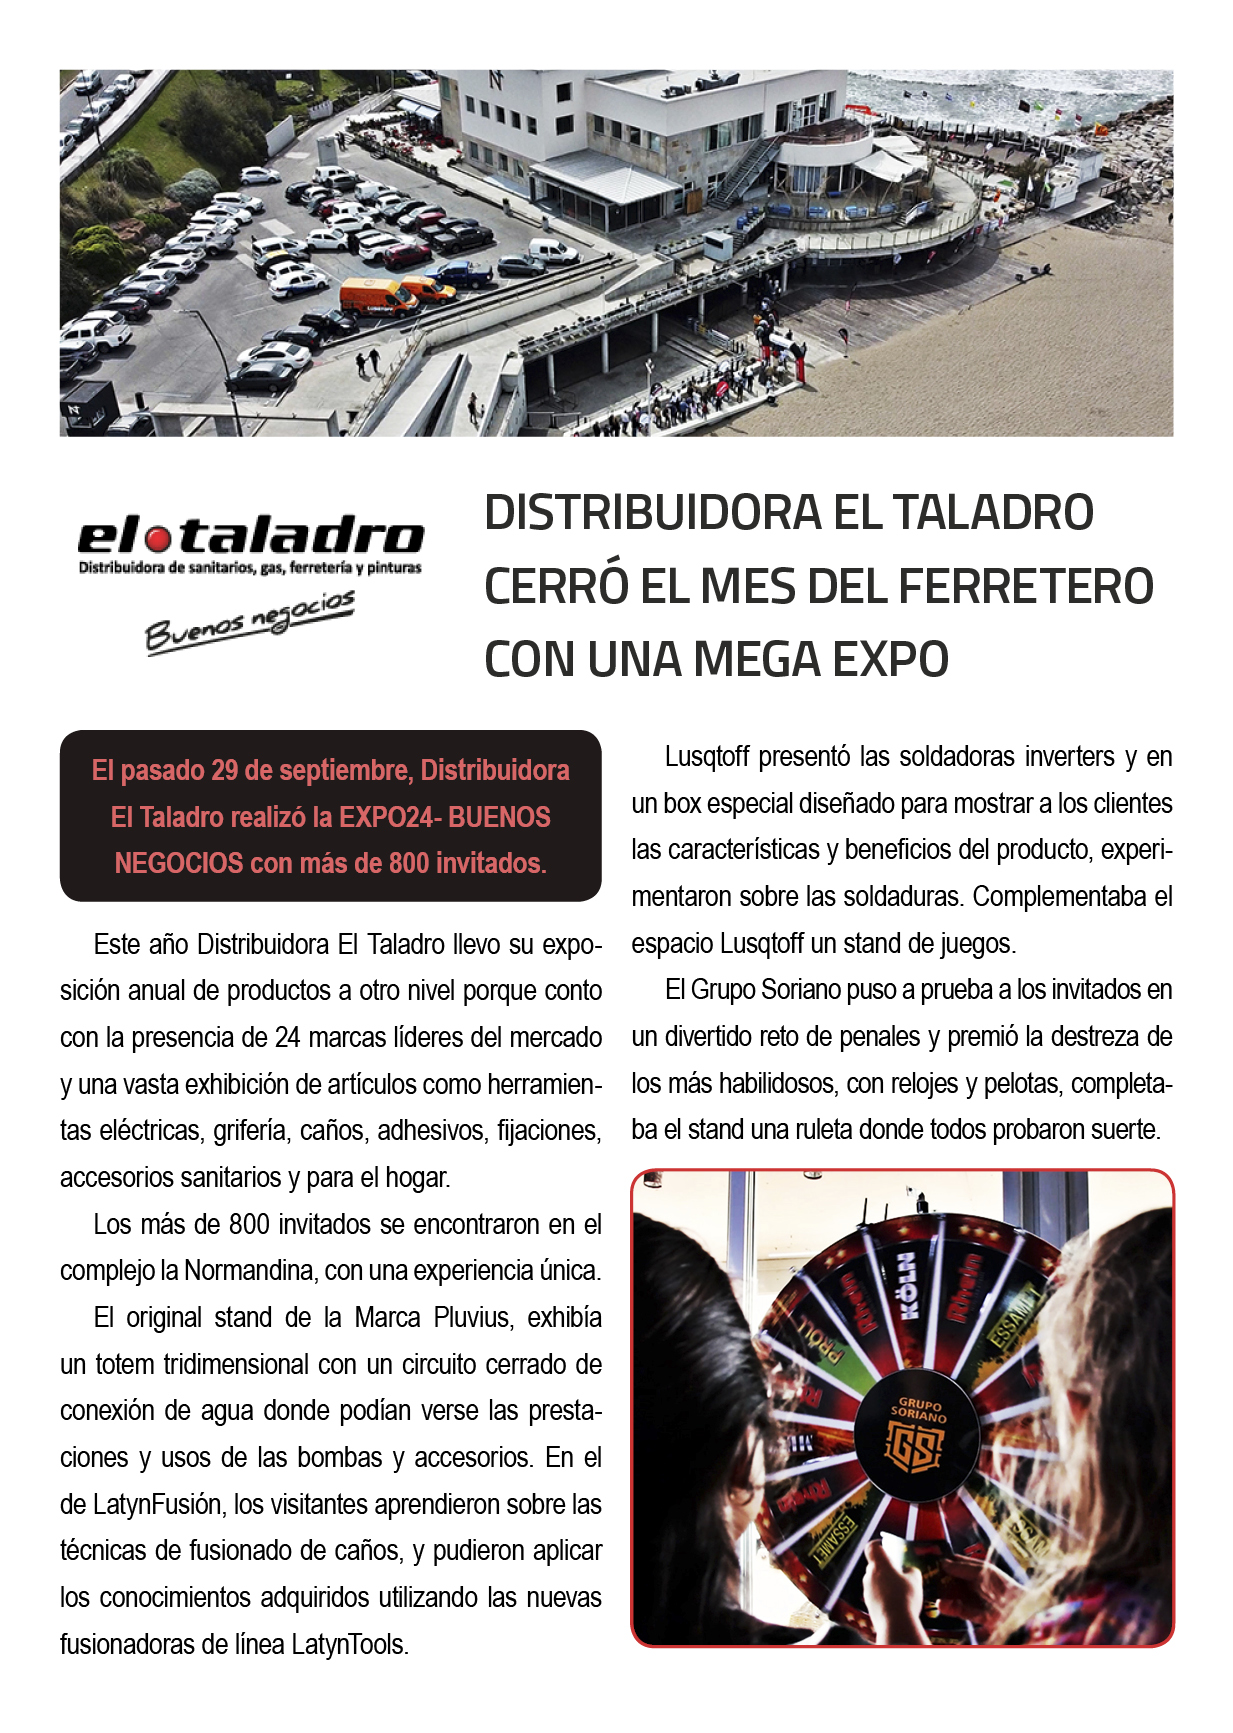 N
N
el taladro
Distribuidora de sanitarios, gas, ferretería y pinturas
Buenos negocios
DISTRIBUIDORA EL TALADRO
CERRÓ EL MES DEL FERRETERO
CON UNA MEGA EXPO
El pasado 29 de septiembre, Distribuidora
El Taladro realizó la EXPO24- BUENOS
NEGOCIOS con más de 800 invitados.
Este año Distribuidora El Taladro llevo su expo-
sición anual de productos a otro nivel porque conto
con la presencia de 24 marcas líderes del mercado
y una vasta exhibición de artículos como herramien-
tas eléctricas, grifería, caños, adhesivos, fijaciones,
accesorios sanitarios y para el hogar.
Los más de 800 invitados se encontraron en el
complejo la Normandina, con una experiencia única.
El original stand de la Marca Pluvius, exhibía
un totem tridimensional con un circuito cerrado de
conexión de agua donde podían verse las presta-
ciones y usos de las bombas y accesorios. En el
de LatynFusión, los visitantes aprendieron sobre las
técnicas de fusionado de caños, y pudieron aplicar
los conocimientos adquiridos utilizando las nuevas
fusionadoras de línea LatynTools.
Lusqtoff presentó las soldadoras inverters y en
un box especial diseñado para mostrar a los clientes
las características y beneficios del producto, experi-
mentaron sobre las soldaduras. Complementaba el
espacio Lusqtoff un stand de juegos.
El Grupo Soriano puso a prueba a los invitados en
un divertido reto de penales y premió la destreza de
los más habilidosos, con relojes y pelotas, completa-
ba el stand una ruleta donde todos probaron suerte.
PRÖLL
Rhein
KÖLN
Rhein
ESSAMET
GRUPO
SORIANO
GS
Rhein
ESSAMET